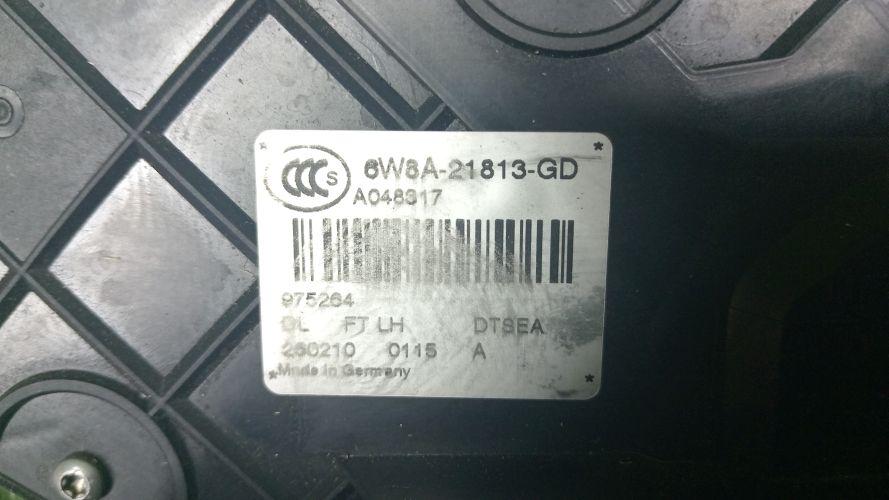 CCC S
6W8A-21813-GD
A048317
975264
DL FT LH DTSEA
260210 0115 A
Made in Germany